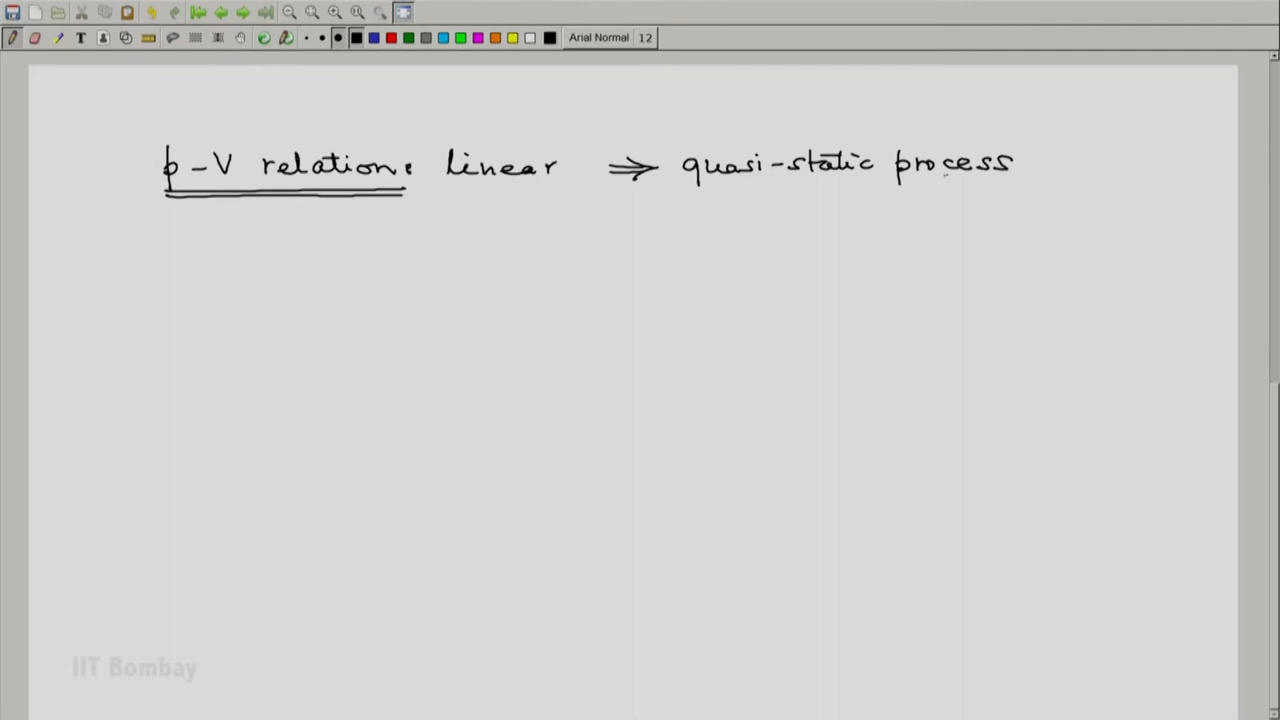 Arial Normal 12
p-V relation: linear ⇒ quasi-static process
IIT Bombay